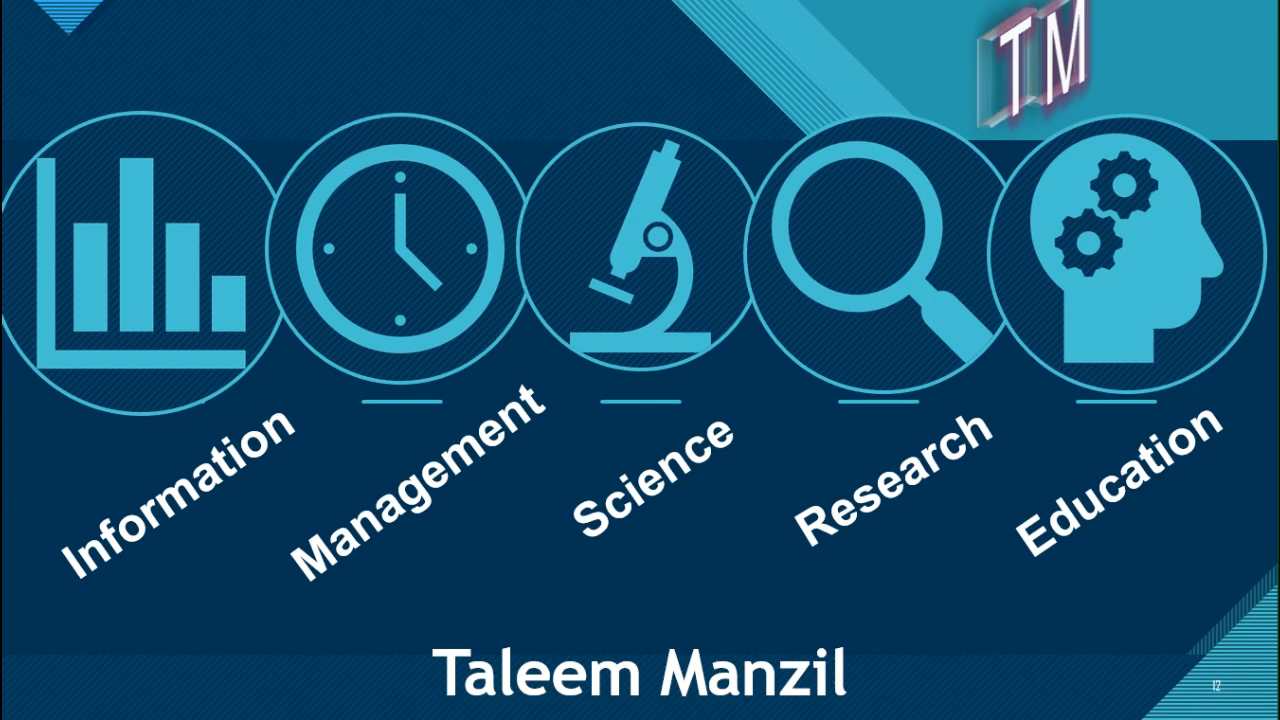 TM
Information
Management
Science
Research
Education
Taleem Manzil
12